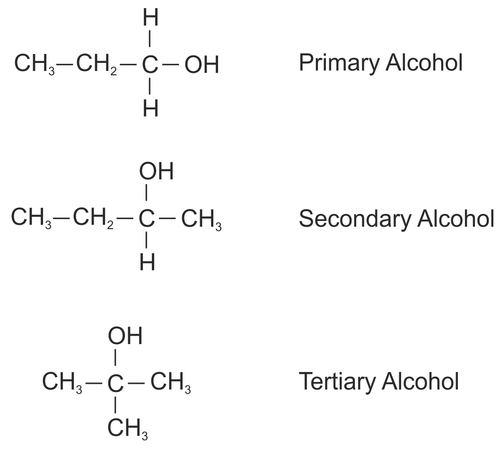 H
CH₃–CH₂–C–OH Primary Alcohol
H
OH
CH₃–CH₂–C–CH₃ Secondary Alcohol
H
OH
CH₃–C–CH₃ Tertiary Alcohol
CH₃